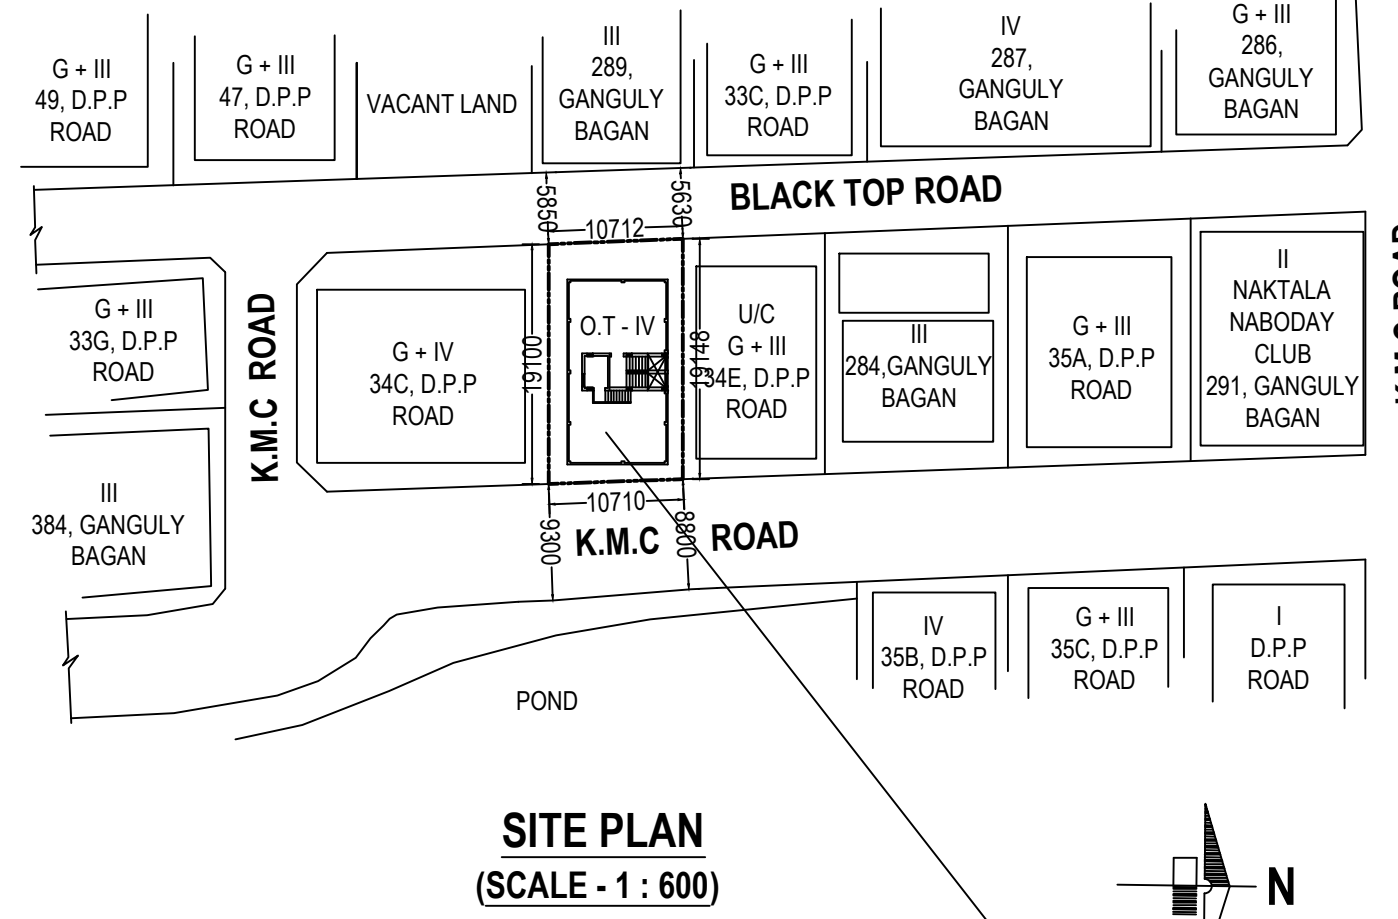 G + III
49, D.P.P
ROAD
G + III
47, D.P.P
ROAD
VACANT LAND
III
289,
GANGULY
BAGAN
G + III
33C, D.P.P
ROAD
IV
287,
GANGULY
BAGAN
G + III
286,
GANGULY
BAGAN
BLACK TOP ROAD
5850
5630
10712
G + III
33G, D.P.P
ROAD
K.M.C ROAD
G + IV
34C, D.P.P
ROAD
19100
O.T - IV
19148
U/C
G + III
34E, D.P.P
ROAD
III
284,GANGULY
BAGAN
G + III
35A, D.P.P
ROAD
II
NAKTALA
NABODAY
CLUB
291, GANGULY
BAGAN
III
384, GANGULY
BAGAN
10710
9300
8800
K.M.C ROAD
IV
35B, D.P.P
ROAD
G + III
35C, D.P.P
ROAD
I
D.P.P
ROAD
POND
SITE PLAN
(SCALE - 1 : 600)
N